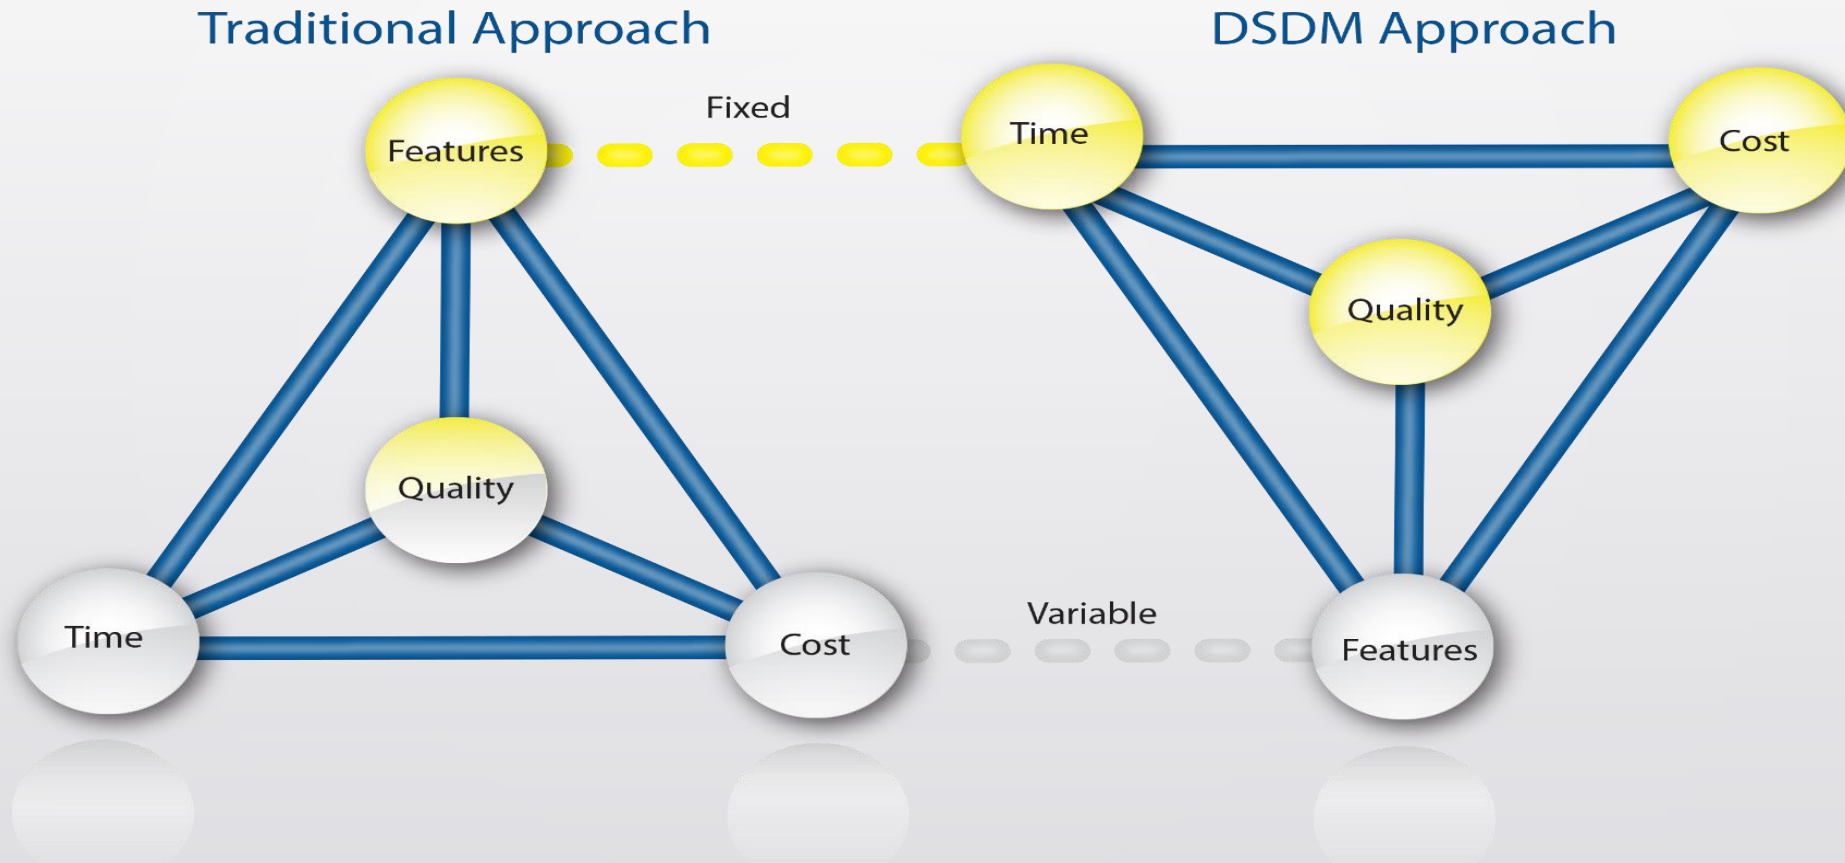 Traditional Approach
DSDM Approach
Features
Fixed
Time
Cost
Quality
Quality
Time
Cost
Variable
Features